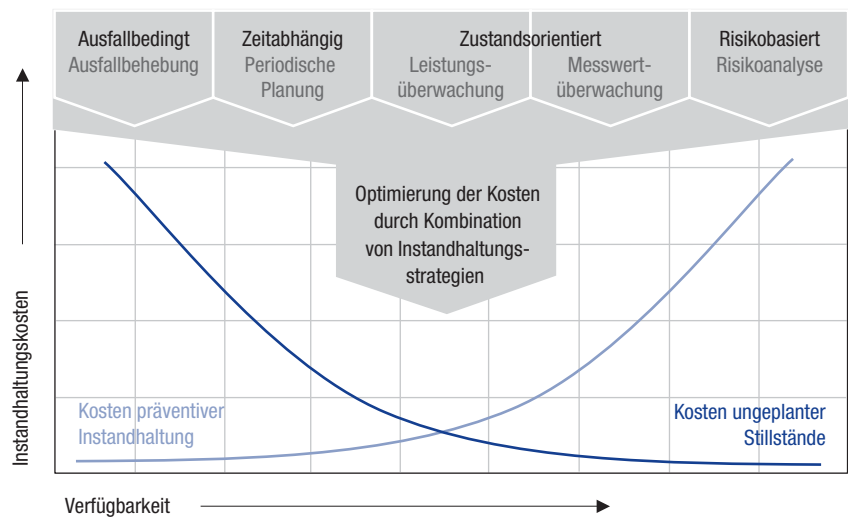 Ausfallbedingt
Ausfallbehebung
Zeitabhängig
Periodische
Planung
Zustandsorientiert
Leistungs-
überwachung
Messwert-
überwachung
Risikobasiert
Risikoanalyse
Optimierung der Kosten
durch Kombination
von Instandhaltungs-
strategien
Instandhaltungskosten
Kosten präventiver
Instandhaltung
Kosten ungeplanter
Stillstände
Verfügbarkeit